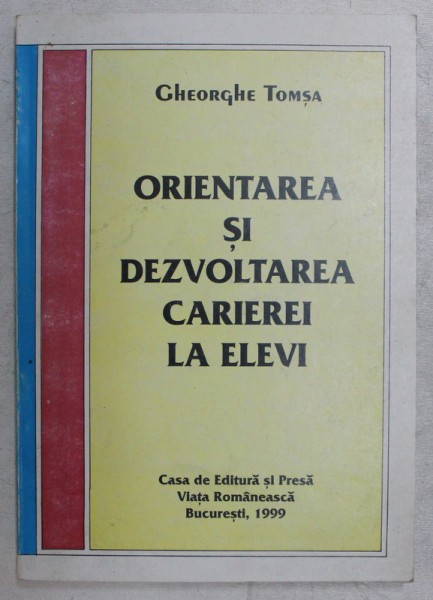 Gheorghe Tomșa
ORIENTAREA
ȘI
DEZVOLTAREA
CARIEREI
LA ELEVI
Casa de Editură și Presă
Viața Românească
București, 1999